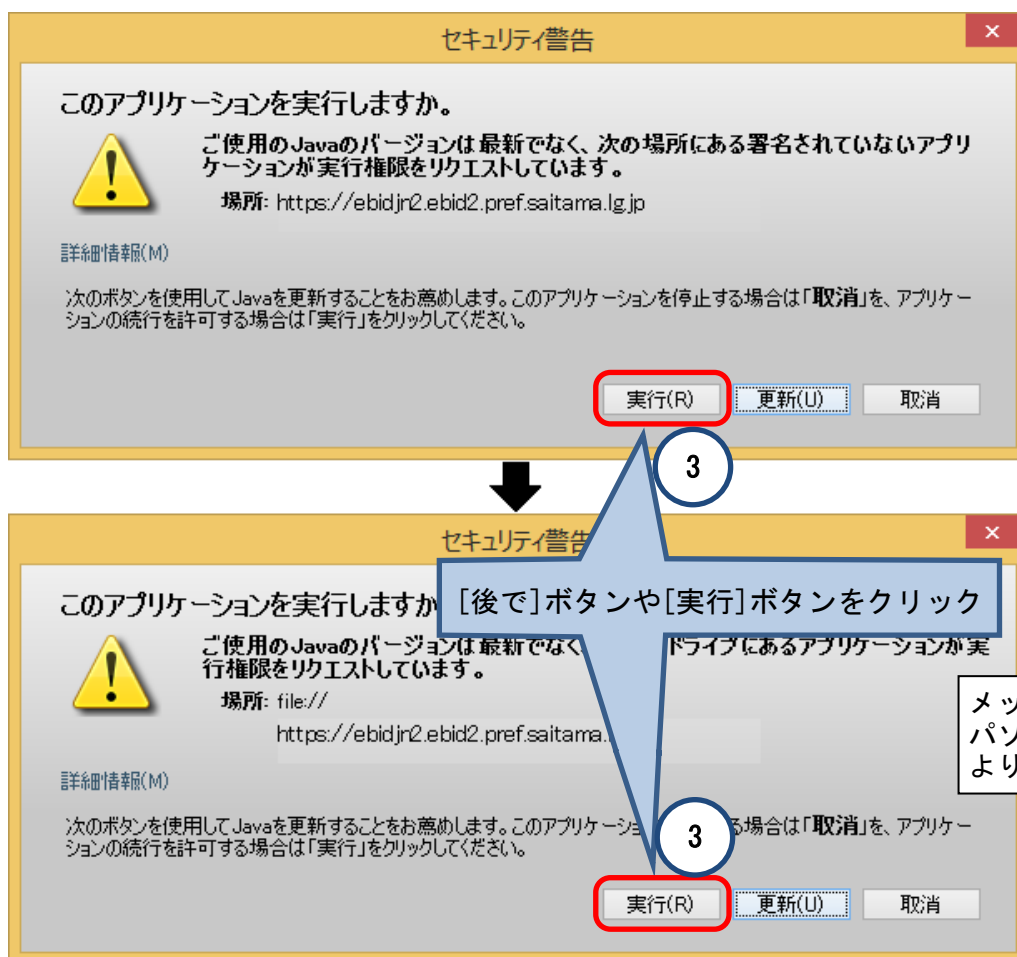 セキュリティ警告
このアプリケーションを実行しますか。
ご使用のJavaのバージョンは最新でなく、次の場所にある署名されていないアプリ
ケーションが実行権限をリクエストしています。
場所: https://ebidjn2.ebid2.pref.saitama.lg.jp
詳細情報(M)
次のボタンを使用してJavaを更新することをお薦めします。このアプリケーションを停止する場合は「取消」を、アプリケー
ションの続行を許可する場合は「実行」をクリックしてください。
実行(R) 更新(U) 取消
3
セキュリティ警告
[後で]ボタンや[実行]ボタンをクリック
このアプリケーションを実行しますか
ご使用のJavaのバージョンは最新でなく、 ドライブにあるアプリケーションが実
行権限をリクエストしています。
場所: file://
https://ebidjn2.ebid2.pref.saitama.
メッ
パソ
より
詳細情報(M)
次のボタンを使用してJavaを更新することをお薦めします。このアプリケーショ する場合は「取消」を、アプリケー
ションの続行を許可する場合は「実行」をクリックしてください。
3
実行(R) 更新(U) 取消